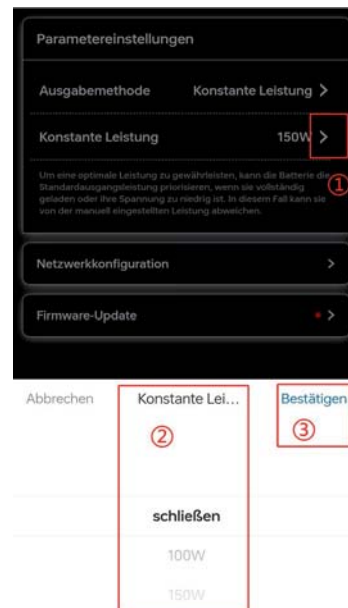 Parametereinstellungen
Ausgabemethode Konstante Leistung >
Konstante Leistung 150W >
①
Um eine optimale Leistung zu gewährleisten, kann die Batterie die
Standardausgangsleistung priorisieren, wenn sie vollständig
geladen oder ihre Spannung zu niedrig ist. In diesem Fall kann sie
von der manuell eingestellten Leistung abweichen.
Netzwerkkonfiguration >
Firmware-Update >
Abbrechen Konstante Lei... Bestätigen
② ③
schließen
100W
150W